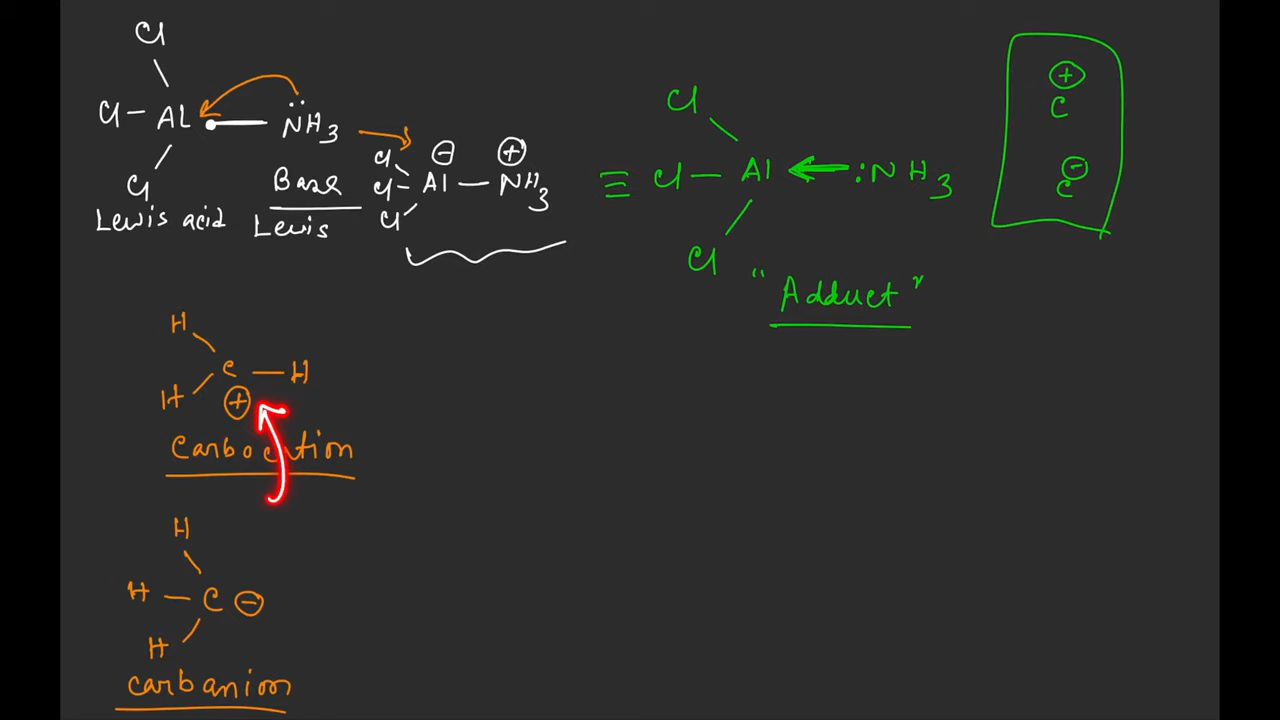 Cl
Cl – Al ← :NH3 →
Cl
Lewis acid
Base
Lewis
Cl ⊖ ⊕
Cl – Al – NH3
Cl
≡ Cl – Al ← :NH3
Cl
Cl
"Adduct"
⊕
C
⊖
C
H
C – H
H ⊕
Carbocation
H
H – C ⊖
H
carbanion